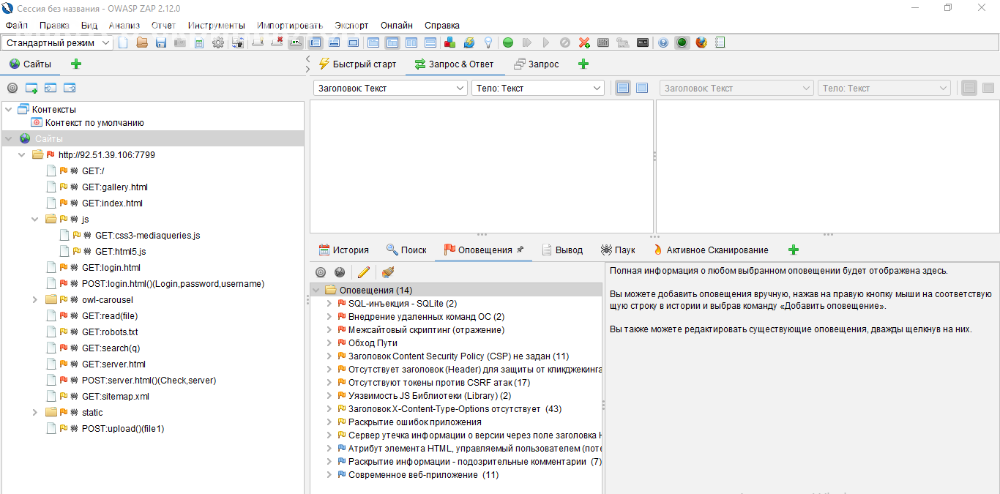 Сессия без названия - OWASP ZAP 2.12.0
Файл Правка Вид Анализ Отчет Инструменты Импортировать Экспорт Онлайн Справка
Стандартный режим
Сайты
Быстрый старт Запрос & Ответ Запрос
Заголовок: Текст Тело: Текст Заголовок: Текст Тело: Текст
Контексты
Контекст по умолчанию
Сайты
http://92.51.39.106:7799
GET:/
GET:gallery.html
GET:index.html
js
GET:css3-mediaqueries.js
GET:html5.js
GET:login.html
POST:login.html()(Login,password,username)
owl-carousel
GET:read(file)
GET:robots.txt
GET:search(q)
GET:server.html
POST:server.html()(Check,server)
GET:sitemap.xml
static
POST:upload()(file1)
История Поиск Оповещения Вывод Паук Активное Сканирование
Оповещения (14)
SQL-инъекция - SQLite (2)
Внедрение удаленных команд ОС (2)
Межсайтовый скриптинг (отражение)
Обход Пути
Заголовок Content Security Policy (CSP) не задан (11)
Отсутствует заголовок (Header) для защиты от кликджекинга
Отсутствуют токены против CSRF атак (17)
Уязвимость JS Библиотеки (Library) (2)
Заголовок X-Content-Type-Options отсутствует (43)
Раскрытие ошибок приложения
Сервер утечка информации о версии через поле заголовка
Атрибут элемента HTML, управляемый пользователем (поте
Раскрытие информации - подозрительные комментарии (7)
Современное веб-приложение (11)
Полная информация о любом выбранном оповещении будет отображена здесь.
Вы можете добавить оповещения вручную, нажав на правую кнопку мыши на соответству
ющую строку в истории и выбрав команду «Добавить оповещение».
Вы также можете редактировать существующие оповещения, дважды щелкнув на них.